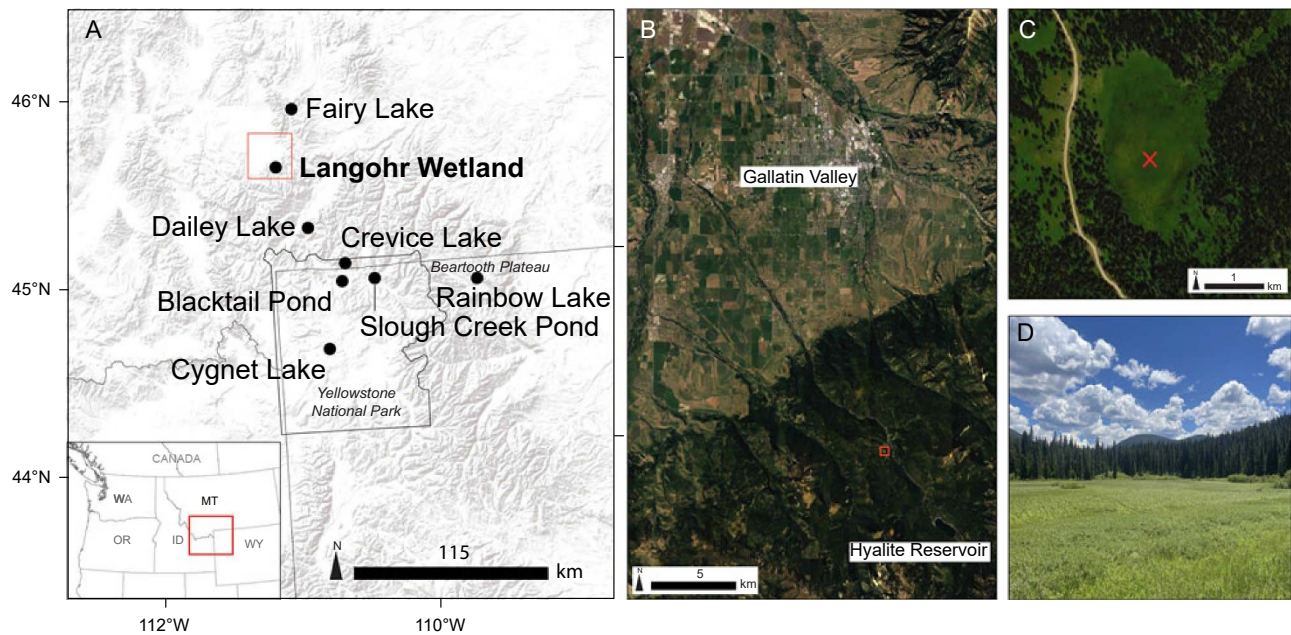 A
46°N
Fairy Lake
Langohr Wetland
Dailey Lake
Crevice Lake
Beartooth Plateau
45°N
Blacktail Pond
Rainbow Lake
Slough Creek Pond
Cygnet Lake
Yellowstone
National Park
44°N
CANADA
WA
MT
OR
ID
WY
N
115
km
112°W
110°W
B
Gallatin Valley
Hyalite Reservoir
N
5
km
C
N
1
km
D